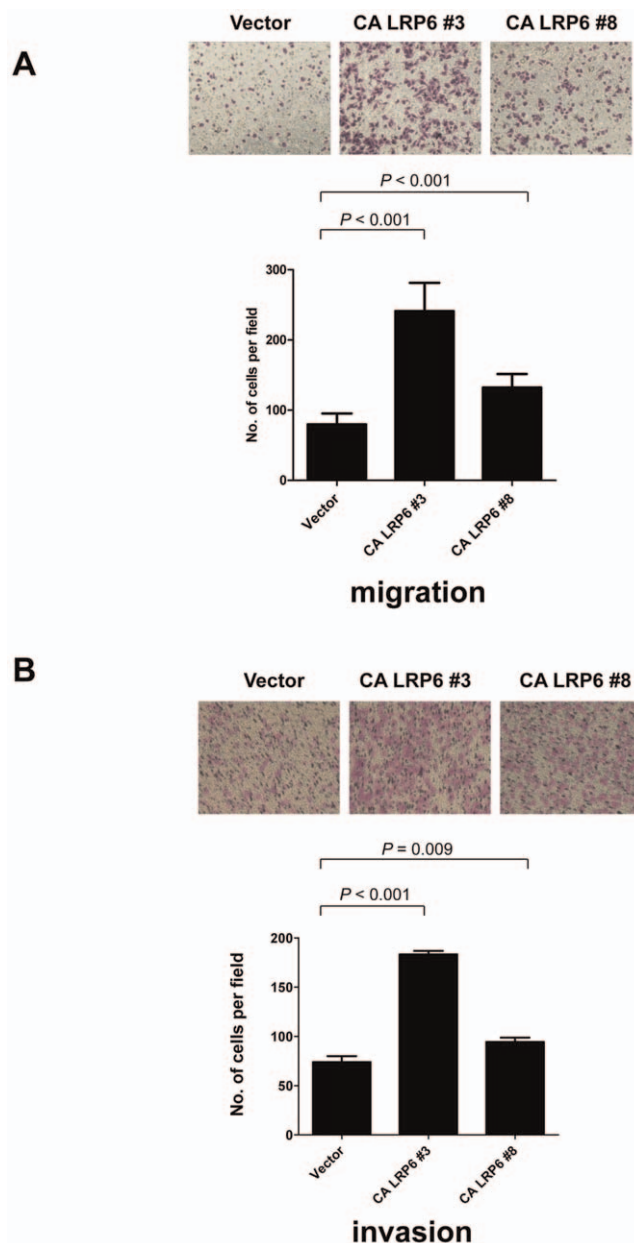 A
Vector CA LRP6 #3 CA LRP6 #8
P < 0.001
P < 0.001
300
200
100
0
No. of cells per field
Vector
CA LRP6 #3
CA LRP6 #8
migration
B
Vector CA LRP6 #3 CA LRP6 #8
P = 0.009
P < 0.001
200
150
100
50
0
No. of cells per field
Vector
CA LRP6 #3
CA LRP6 #8
invasion